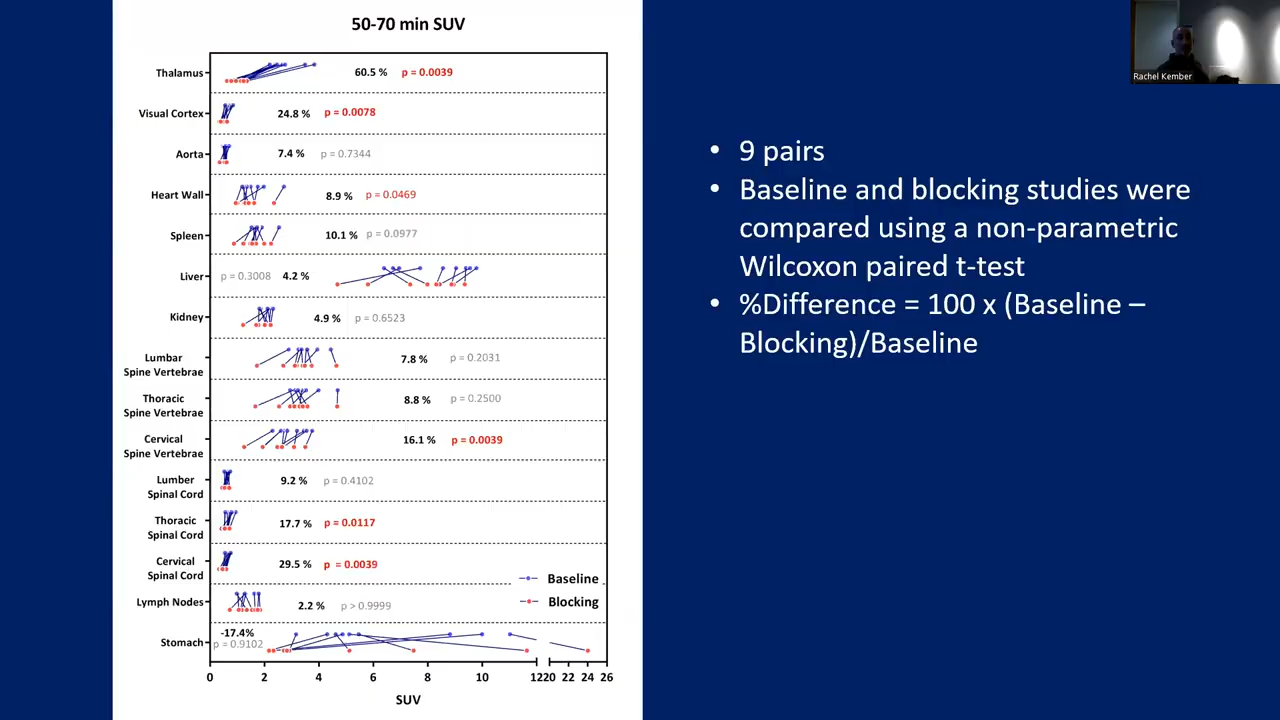 50-70 min SUV
Thalamus 60.5 % p = 0.0039
Visual Cortex 24.8 % p = 0.0078
Aorta 7.4 % p = 0.7344
Heart Wall 8.9 % p = 0.0469
Spleen 10.1 % p = 0.0977
Liver p = 0.3008 4.2 %
Kidney 4.9 % p = 0.6523
Lumbar
Spine Vertebrae 7.8 % p = 0.2031
Thoracic
Spine Vertebrae 8.8 % p = 0.2500
Cervical
Spine Vertebrae 16.1 % p = 0.0039
Lumber
Spinal Cord 9.2 % p = 0.4102
Thoracic
Spinal Cord 17.7 % p = 0.0117
Cervical
Spinal Cord 29.5 % p = 0.0039
Baseline
Blocking
Lymph Nodes 2.2 % p > 0.9999
Stomach -17.4% p = 0.9102
0 2 4 6 8 10 12 20 22 24 26
SUV
• 9 pairs
• Baseline and blocking studies were
compared using a non-parametric
Wilcoxon paired t-test
• %Difference = 100 x (Baseline –
Blocking)/Baseline
Rachel Kember